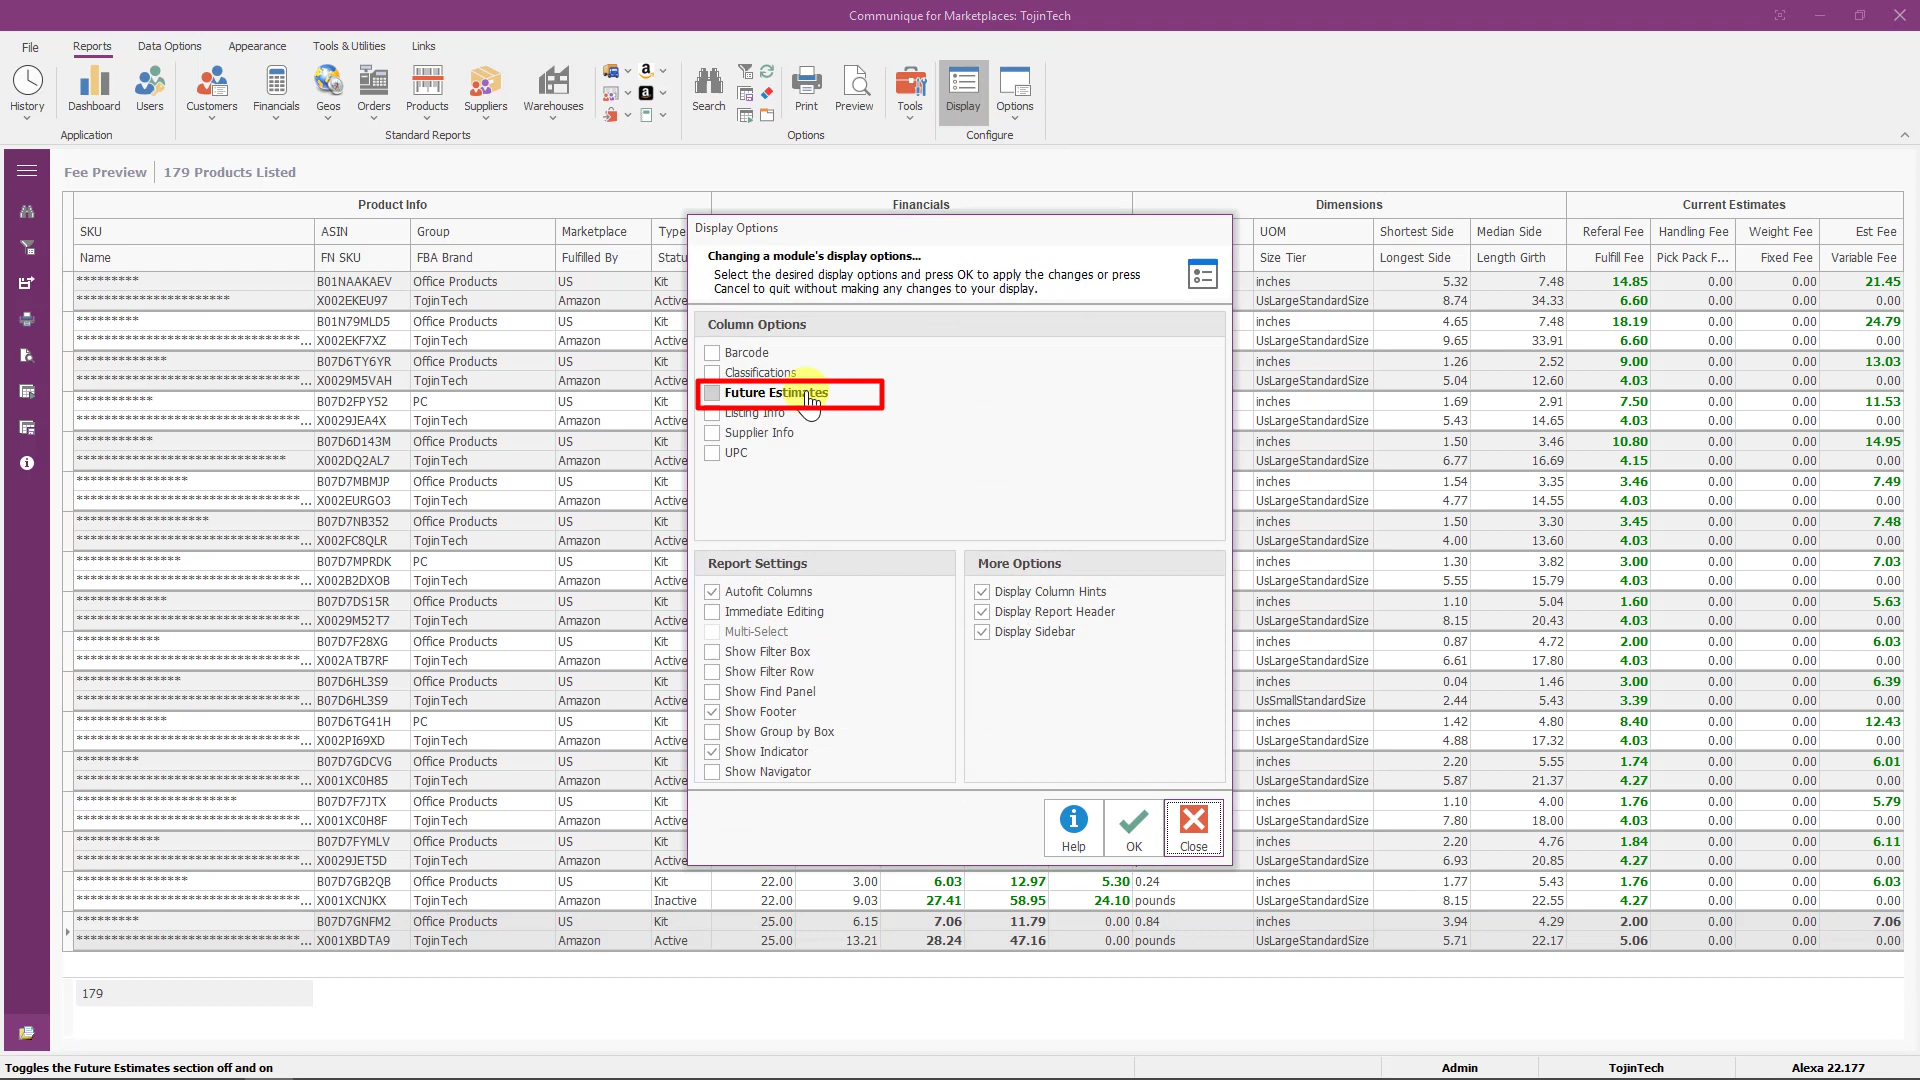 Communique for Marketplaces: TojinTech
File Reports Data Options Appearance Tools & Utilities Links
History Dashboard Users Customers Financials Geos Orders Products Suppliers Warehouses Search Print Preview Tools Display Options
Application Standard Reports Options Configure
Fee Preview 179 Products Listed
Product Info Financials Dimensions Current Estimates
SKU ASIN Group Marketplace Type UOM Shortest Side Median Side Referal Fee Handling Fee Weight Fee Est Fee
Name FN SKU FBA Brand Fulfilled By Statu Size Tier Longest Side Length Girth Fulfill Fee Pick Pack F... Fixed Fee Variable Fee
********* B01NAAKAEV Office Products US Kit inches 5.32 7.48 14.85 0.00 0.00 21.45
********************** X002EKEU97 TojinTech Amazon Active UsLargeStandardSize 8.74 34.33 6.60 0.00 0.00 0.00
********* B01N79MLD5 Office Products US Kit inches 4.65 7.48 18.19 0.00 0.00 24.79
********************************... X002EKF7XZ TojinTech Amazon Active UsLargeStandardSize 9.65 33.91 6.60 0.00 0.00 0.00
************* B07D6TY6YR Office Products US Kit inches 1.26 2.52 9.00 0.00 0.00 13.03
********************************... X0029M5VAH TojinTech Amazon Active UsLargeStandardSize 5.04 12.60 4.03 0.00 0.00 0.00
************* B07D2FPY52 PC US Kit inches 1.69 2.91 7.50 0.00 0.00 11.53
********************************... X0029JEA4X TojinTech Amazon Active UsLargeStandardSize 5.43 14.65 4.03 0.00 0.00 0.00
*********** B07D6D143M Office Products US Kit inches 1.50 3.46 10.80 0.00 0.00 14.95
****************************** X002DQ2AL7 TojinTech Amazon Active UsLargeStandardSize 6.77 16.69 4.15 0.00 0.00 0.00
**************** B07D7MBMJP Office Products US Kit inches 1.54 3.35 3.46 0.00 0.00 7.49
********************************... X002EURGO3 TojinTech Amazon Active UsLargeStandardSize 4.77 14.55 4.03 0.00 0.00 0.00
******************* B07D7NB352 Office Products US Kit inches 1.50 3.30 3.45 0.00 0.00 7.48
********************************... X002FC8QLR TojinTech Amazon Active UsLargeStandardSize 4.00 13.60 4.03 0.00 0.00 0.00
*************** B07D7MPRDK PC US Kit inches 1.30 3.82 3.00 0.00 0.00 7.03
********************************... X002B2DXOB TojinTech Amazon Active UsLargeStandardSize 5.55 15.79 4.03 0.00 0.00 0.00
************* B07D7DS15R Office Products US Kit inches 1.10 5.04 1.60 0.00 0.00 5.63
********************************... X0029M52T7 TojinTech Amazon Active UsLargeStandardSize 8.15 20.43 4.03 0.00 0.00 0.00
************ B07D7F28XG Office Products US Kit inches 0.87 4.72 2.00 0.00 0.00 6.03
********************************... X002ATB7RF TojinTech Amazon Active UsLargeStandardSize 6.61 17.80 4.03 0.00 0.00 0.00
*************** B07D6HL3S9 Office Products US Kit inches 0.04 1.46 3.00 0.00 0.00 6.39
********************************... B07D6HL3S9 TojinTech Amazon Active UsSmallStandardSize 2.44 5.43 3.39 0.00 0.00 0.00
************* B07D6TG41H PC US Kit inches 1.42 4.80 8.40 0.00 0.00 12.43
********************************... X002PI69XD TojinTech Amazon Active UsLargeStandardSize 4.88 17.32 4.03 0.00 0.00 0.00
********* B07D7GDCVG Office Products US Kit inches 2.20 5.55 1.74 0.00 0.00 6.01
********************************... X001XC0H85 TojinTech Amazon Active UsLargeStandardSize 5.87 21.37 4.27 0.00 0.00 0.00
*********************** B07D7F7JTX Office Products US Kit inches 1.10 4.00 1.76 0.00 0.00 5.79
********************************... X001XC0H8F TojinTech Amazon Active UsLargeStandardSize 7.80 18.00 4.03 0.00 0.00 0.00
************ B07D7FYMLV Office Products US Kit inches 2.20 4.76 1.84 0.00 0.00 6.11
********************************... X0029JET5D TojinTech Amazon Active UsLargeStandardSize 6.93 20.85 4.27 0.00 0.00 0.00
**************** B07D7GB2QB Office Products US Kit 22.00 3.00 6.03 12.97 5.30 0.24 inches 1.77 5.43 1.76 0.00 0.00 6.03
********************************... X001XCNJKX TojinTech Amazon Inactive 22.00 9.03 27.41 58.95 24.10 pounds UsLargeStandardSize 8.15 22.55 4.27 0.00 0.00 0.00
********* B07D7GNFM2 Office Products US Kit 25.00 6.15 7.06 11.79 0.00 0.84 inches 3.94 4.29 2.00 0.00 0.00 7.06
********************************... X001XBDTA9 TojinTech Amazon Active 25.00 13.21 28.24 47.16 0.00 pounds UsLargeStandardSize 5.71 22.17 5.06 0.00 0.00 0.00
179
Display Options
Changing a module's display options...
Select the desired display options and press OK to apply the changes or press
Cancel to quit without making any changes to your display.
Column Options
Barcode
Classifications
Future Estimates
Listing Info
Supplier Info
UPC
Report Settings
Autofit Columns
Immediate Editing
Multi-Select
Show Filter Box
Show Filter Row
Show Find Panel
Show Footer
Show Group by Box
Show Indicator
Show Navigator
More Options
Display Column Hints
Display Report Header
Display Sidebar
Help OK Close
Toggles the Future Estimates section off and on Admin TojinTech Alexa 22.177